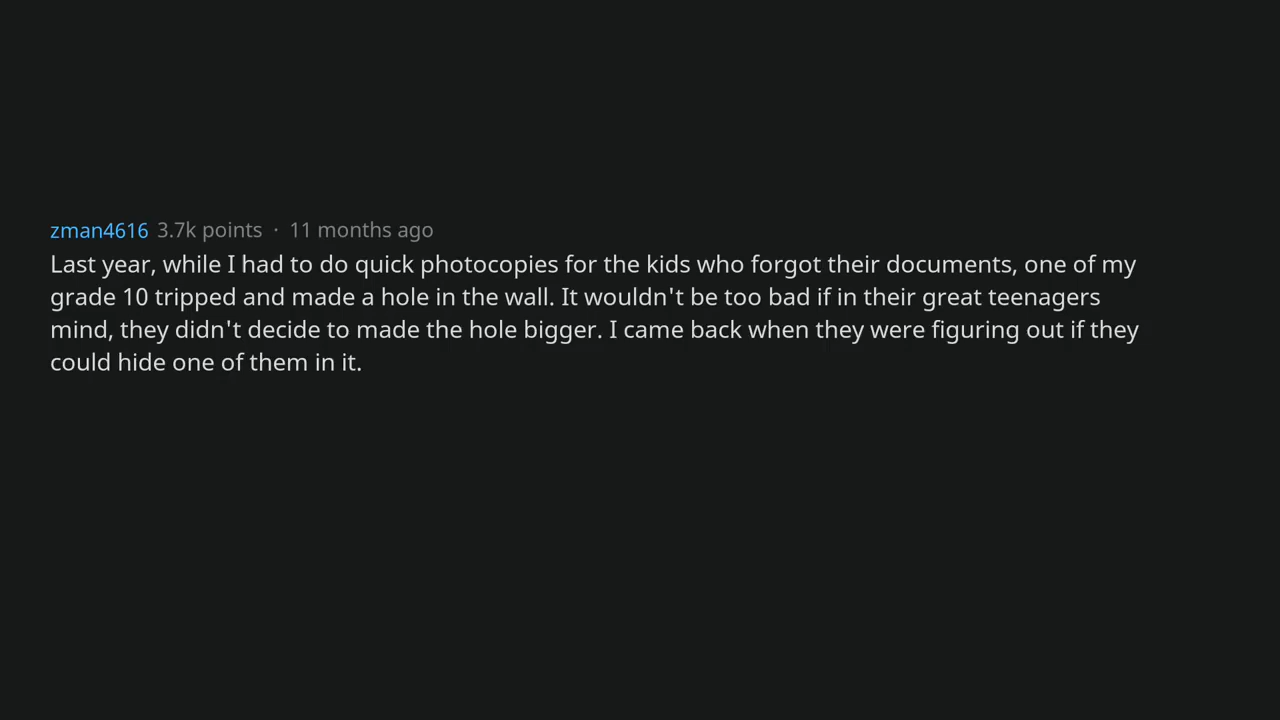 zman4616 3.7k points · 11 months ago
Last year, while I had to do quick photocopies for the kids who forgot their documents, one of my
grade 10 tripped and made a hole in the wall. It wouldn't be too bad if in their great teenagers
mind, they didn't decide to made the hole bigger. I came back when they were figuring out if they
could hide one of them in it.